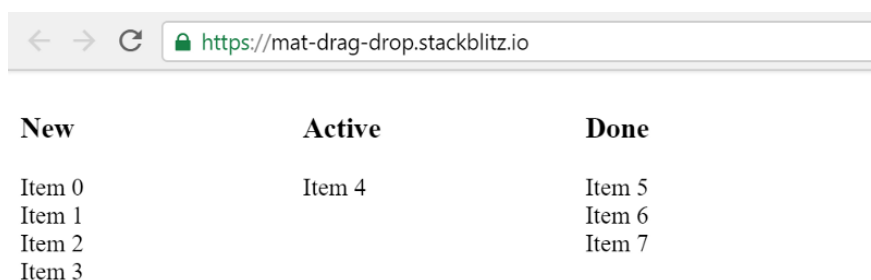 https://mat-drag-drop.stackblitz.io
New Active Done
Item 0 Item 4 Item 5
Item 1 Item 6
Item 2 Item 7
Item 3